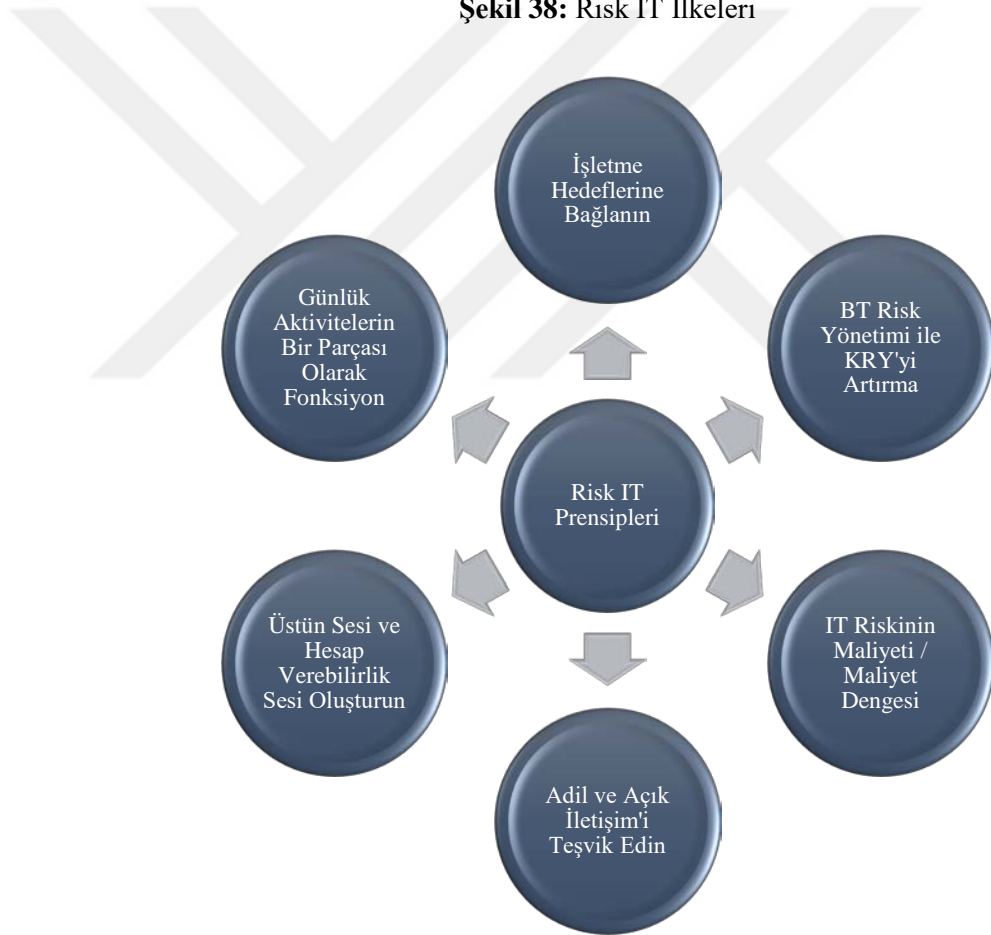 Şekil 38: Risk IT İlkeleri
İşletme
Hedeflerine
Bağlanın
BT Risk
Yönetimi ile
KRY'yi
Artırma
IT Riskinin
Maliyeti /
Maliyet
Dengesi
Adil ve Açık
İletişim'i
Teşvik Edin
Üstün Sesi ve
Hesap
Verebilirlik
Sesi Oluşturun
Günlük
Aktivitelerin
Bir Parçası
Olarak
Fonksiyon
Risk IT
Prensipleri